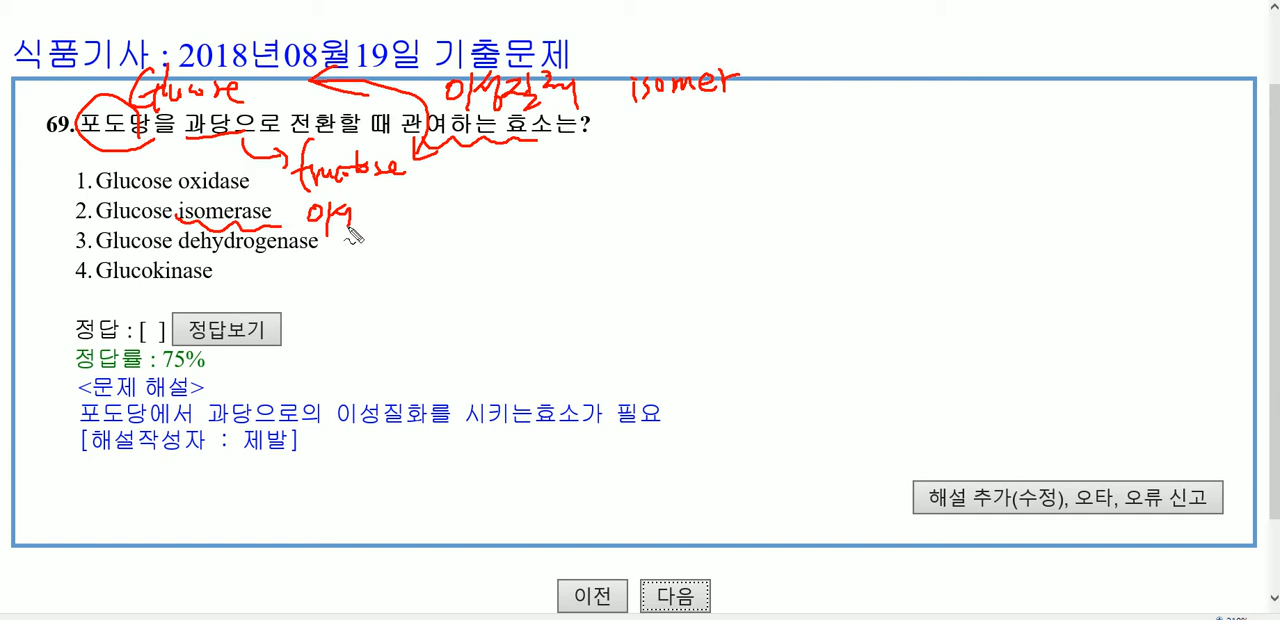 식품기사 : 2018년08월19일 기출문제
Glucose 이성질체 isomer
69. 포도당을 과당으로 전환할 때 관여하는 효소는?
fructose
1. Glucose oxidase
2. Glucose isomerase 이성
3. Glucose dehydrogenase
4. Glucokinase
정답 : [ ] 정답보기
정답률 : 75%
<문제 해설>
포도당에서 과당으로의 이성질화를 시키는효소가 필요
[해설작성자 : 제발]
해설 추가(수정), 오타, 오류 신고
이전 다음